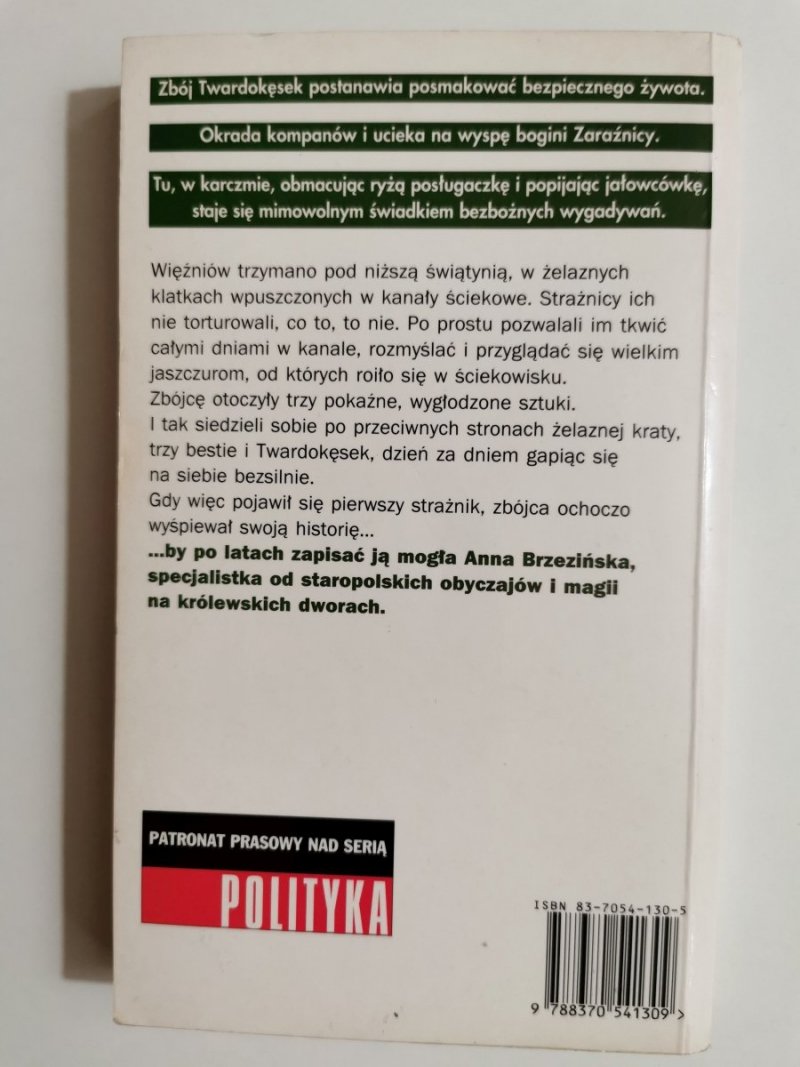 Zbój Twardokęsek postanawia posmakować bezpiecznego żywota.
Okrada kompanów i ucieka na wyspę bogini Zaraźnicy.
Tu, w karczmie, obmacując ryżą posługaczkę i popijając jałowcówkę,
staje się mimowolnym świadkiem bezbożnych wygadywań.
Więźniów trzymano pod niższą świątynią, w żelaznych
klatkach wpuszczonych w kanały ściekowe. Strażnicy ich
nie torturowali, co to, to nie. Po prostu pozwalali im tkwić
całymi dniami w kanale, rozmyślać i przyglądać się wielkim
jaszczurom, od których roiło się w ściekowisku.
Zbójcę otoczyły trzy pokaźne, wygłodzone sztuki.
I tak siedzieli sobie po przeciwnych stronach żelaznej kraty,
trzy bestie i Twardokęsek, dzień za dniem gapiąc się
na siebie bezsilnie.
Gdy więc pojawił się pierwszy strażnik, zbójca ochoczo
wyśpiewał swoją historię...
...by po latach zapisać ją mogła Anna Brzezińska,
specjalistka od staropolskich obyczajów i magii
na królewskich dworach.
PATRONAT PRASOWY NAD SERIĄ
POLITYKA
ISBN 83-7054-130-5
9 788370 541309 >